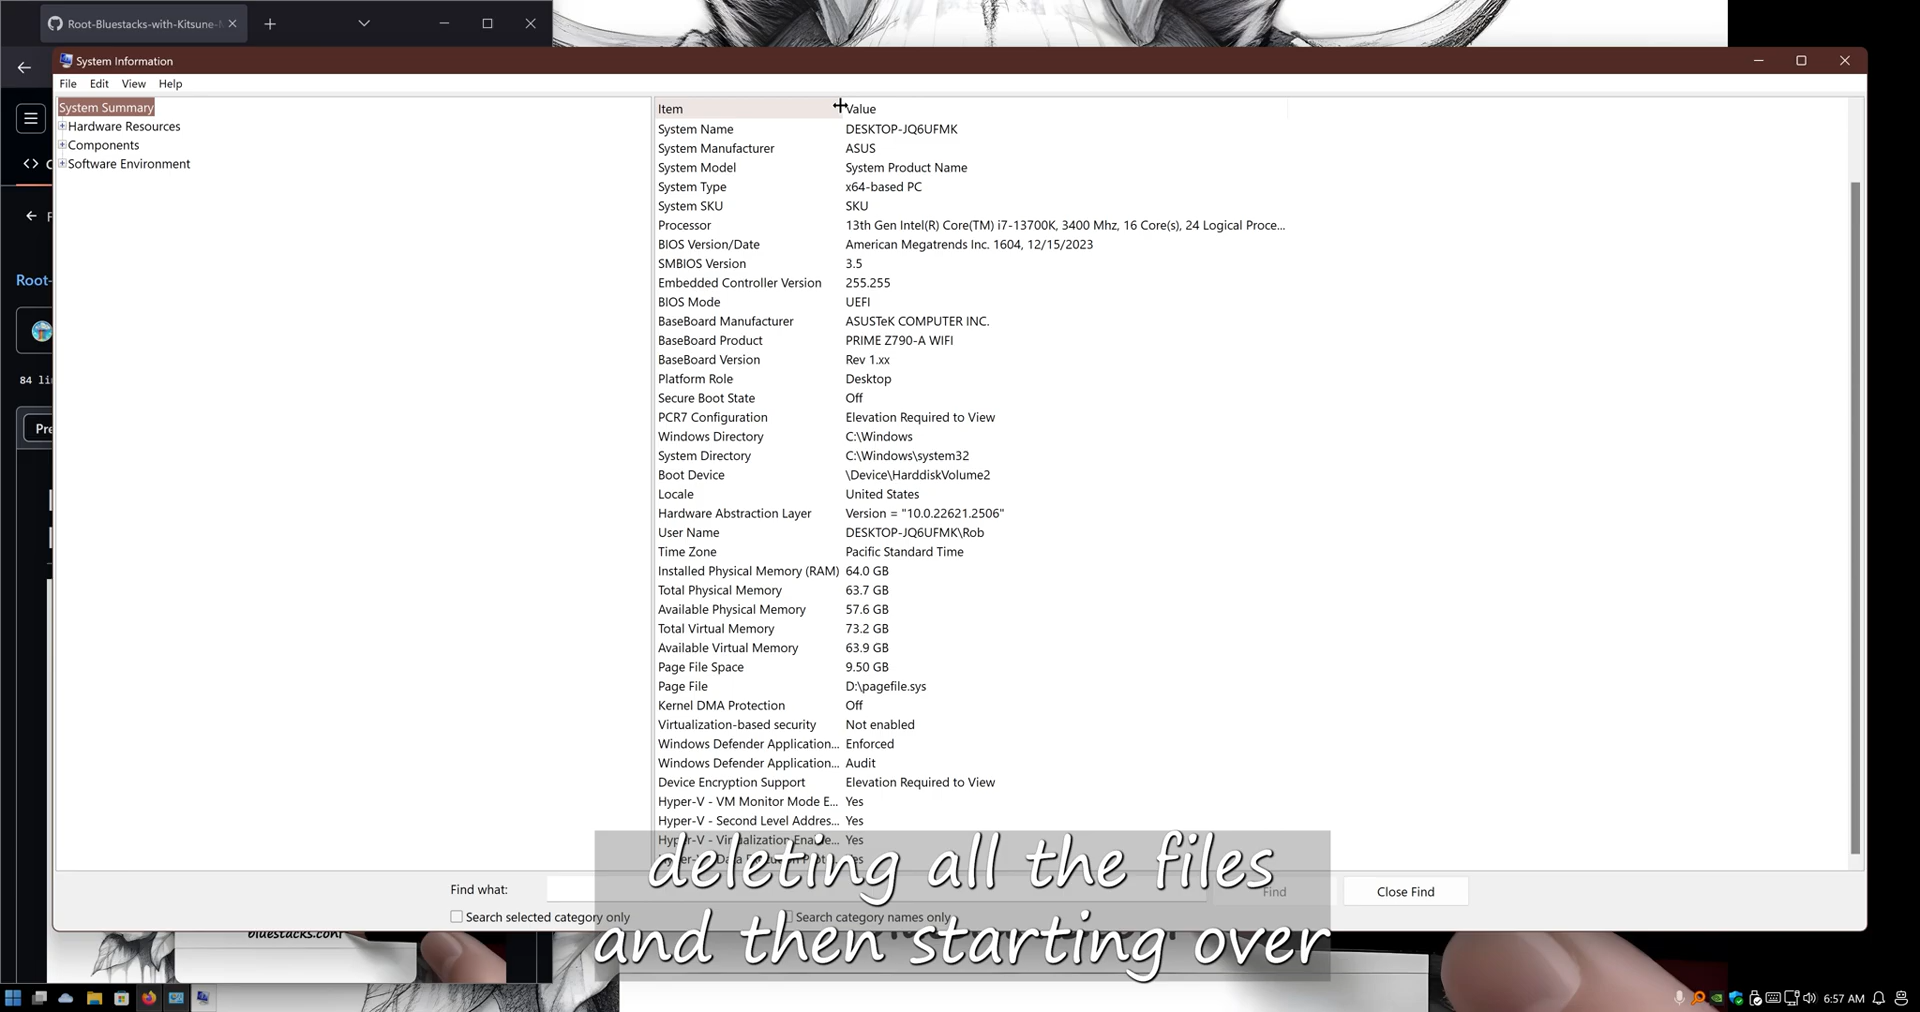 Root-Bluestacks-with-Kitsune-
System Information
File Edit View Help
System Summary
Hardware Resources
Components
Software Environment
Item Value
System Name DESKTOP-JQ6UFMK
System Manufacturer ASUS
System Model System Product Name
System Type x64-based PC
System SKU SKU
Processor 13th Gen Intel(R) Core(TM) i7-13700K, 3400 Mhz, 16 Core(s), 24 Logical Proce...
BIOS Version/Date American Megatrends Inc. 1604, 12/15/2023
SMBIOS Version 3.5
Embedded Controller Version 255.255
BIOS Mode UEFI
BaseBoard Manufacturer ASUSTeK COMPUTER INC.
BaseBoard Product PRIME Z790-A WIFI
BaseBoard Version Rev 1.xx
Platform Role Desktop
Secure Boot State Off
PCR7 Configuration Elevation Required to View
Windows Directory C:\Windows
System Directory C:\Windows\system32
Boot Device \Device\HarddiskVolume2
Locale United States
Hardware Abstraction Layer Version = "10.0.22621.2506"
User Name DESKTOP-JQ6UFMK\Rob
Time Zone Pacific Standard Time
Installed Physical Memory (RAM) 64.0 GB
Total Physical Memory 63.7 GB
Available Physical Memory 57.6 GB
Total Virtual Memory 73.2 GB
Available Virtual Memory 63.9 GB
Page File Space 9.50 GB
Page File D:\pagefile.sys
Kernel DMA Protection Off
Virtualization-based security Not enabled
Windows Defender Application... Enforced
Windows Defender Application... Audit
Device Encryption Support Elevation Required to View
Hyper-V - VM Monitor Mode E... Yes
Hyper-V - Second Level Addres... Yes
Hyper-V - Virtualization Enable... Yes
Root-
84 li
Pre
deleting all the files
and then starting over
Find what: Find Close Find
Search selected category only Search category names only
bluestacks.conf
6:57 AM